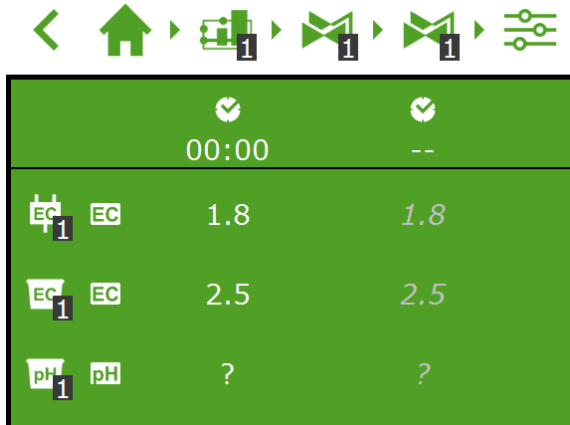 1 1 1
00:00 --
EC 1 EC 1.8 1.8
EC 1 EC 2.5 2.5
pH 1 pH ? ?